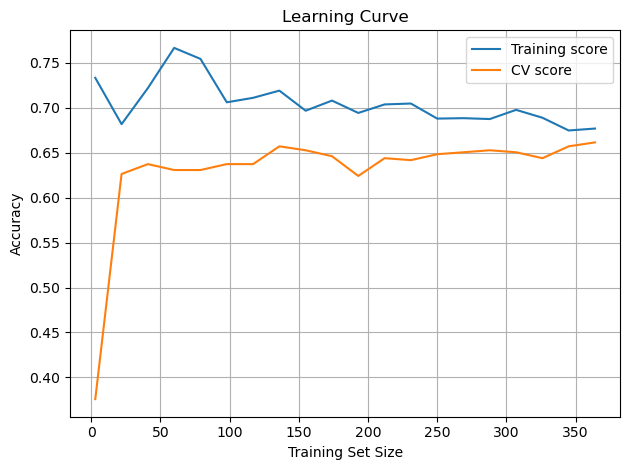 Learning Curve
Training score
CV score
Accuracy
0.75
0.70
0.65
0.60
0.55
0.50
0.45
0.40
0 50 100 150 200 250 300 350
Training Set Size